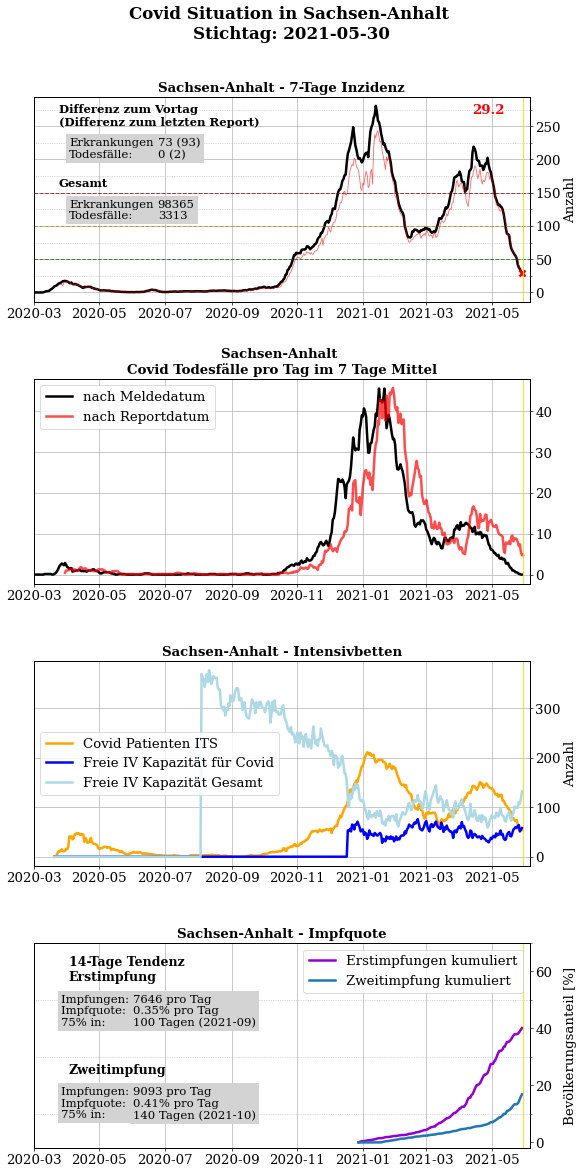 Covid Situation in Sachsen-Anhalt
Stichtag: 2021-05-30
Sachsen-Anhalt - 7-Tage Inzidenz
Differenz zum Vortag
(Differenz zum letzten Report)
29.2
Erkrankungen 73 (93)
Todesfälle: 0 (2)
Gesamt
Erkrankungen 98365
Todesfälle: 3313
250
200
150
100
50
0
Anzahl
2020-03 2020-05 2020-07 2020-09 2020-11 2021-01 2021-03 2021-05
Sachsen-Anhalt
Covid Todesfälle pro Tag im 7 Tage Mittel
nach Meldedatum
nach Reportdatum
40
30
20
10
0
2020-03 2020-05 2020-07 2020-09 2020-11 2021-01 2021-03 2021-05
Sachsen-Anhalt - Intensivbetten
Covid Patienten ITS
Freie IV Kapazität für Covid
Freie IV Kapazität Gesamt
300
200
100
0
Anzahl
2020-03 2020-05 2020-07 2020-09 2020-11 2021-01 2021-03 2021-05
Sachsen-Anhalt - Impfquote
14-Tage Tendenz
Erstimpfung
Impfungen: 7646 pro Tag
Impfquote: 0.35% pro Tag
75% in: 100 Tagen (2021-09)
Zweitimpfung
Impfungen: 9093 pro Tag
Impfquote: 0.41% pro Tag
75% in: 140 Tagen (2021-10)
Erstimpfungen kumuliert
Zweitimpfung kumuliert
60
40
20
0
Bevölkerungsanteil [%]
2020-03 2020-05 2020-07 2020-09 2020-11 2021-01 2021-03 2021-05